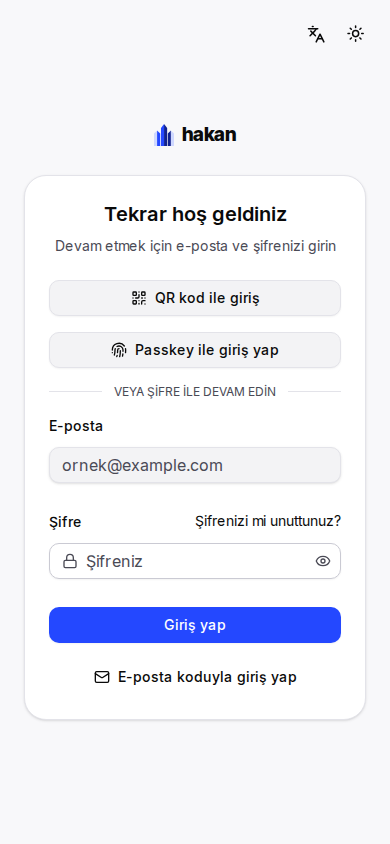 hakan
Tekrar hoş geldiniz
Devam etmek için e-posta ve şifrenizi girin
QR kod ile giriş
Passkey ile giriş yap
VEYA ŞİFRE İLE DEVAM EDİN
E-posta
ornek@example.com
Şifre
Şifrenizi mi unuttunuz?
Şifreniz
Giriş yap
E-posta koduyla giriş yap